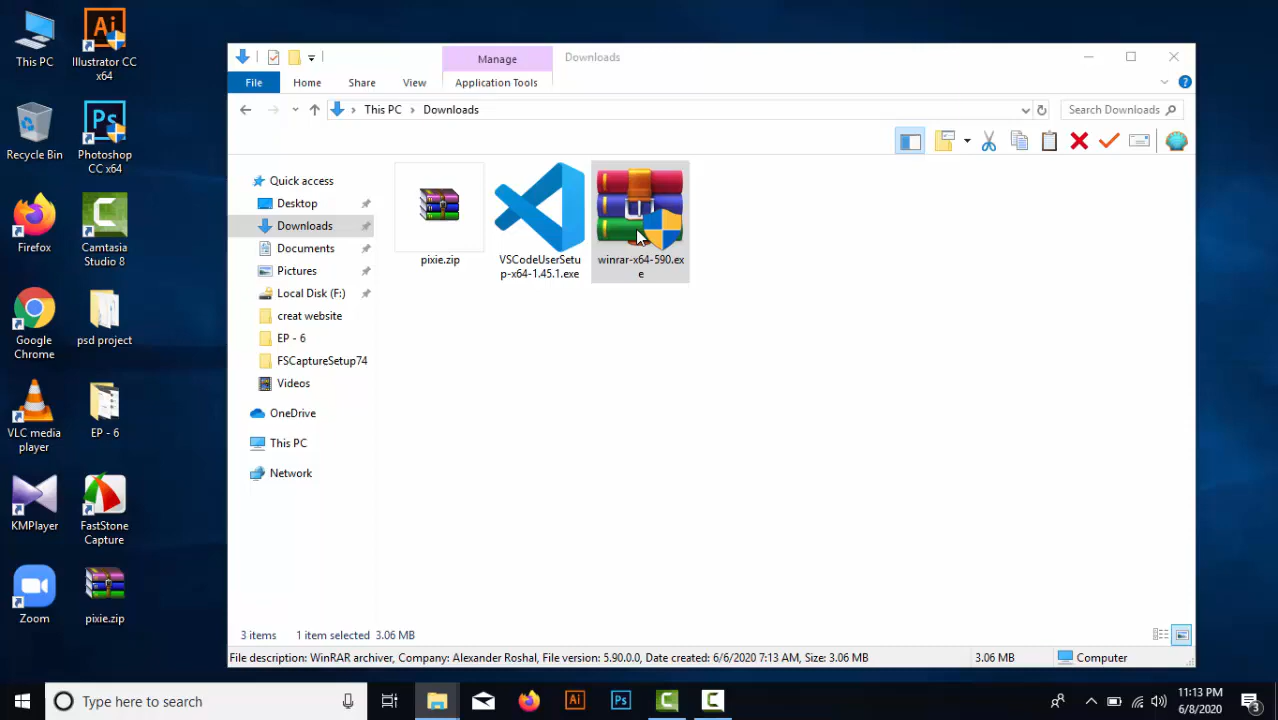 This PC
Illustrator CC
x64
Recycle Bin
Photoshop
CC x64
Firefox
Camtasia
Studio 8
Google
Chrome
psd project
VLC media
player
EP - 6
KMPlayer
FastStone
Capture
Zoom
pixie.zip
Manage
Downloads
File
Home
Share
View
Application Tools
This PC
Downloads
Search Downloads
Quick access
Desktop
Downloads
Documents
Pictures
Local Disk (F:)
creat website
EP - 6
FSCaptureSetup74
Videos
OneDrive
This PC
Network
pixie.zip
VSCodeUserSetu
p-x64-1.45.1.exe
winrar-x64-590.ex
e
3 items
1 item selected 3.06 MB
File description: WinRAR archiver, Company: Alexander Roshal, File version: 5.90.0.0, Date created: 6/6/2020 7:13 AM, Size: 3.06 MB
3.06 MB
Computer
Type here to search
11:13 PM
6/8/2020
3
Ai
Ps
Ai
Ps